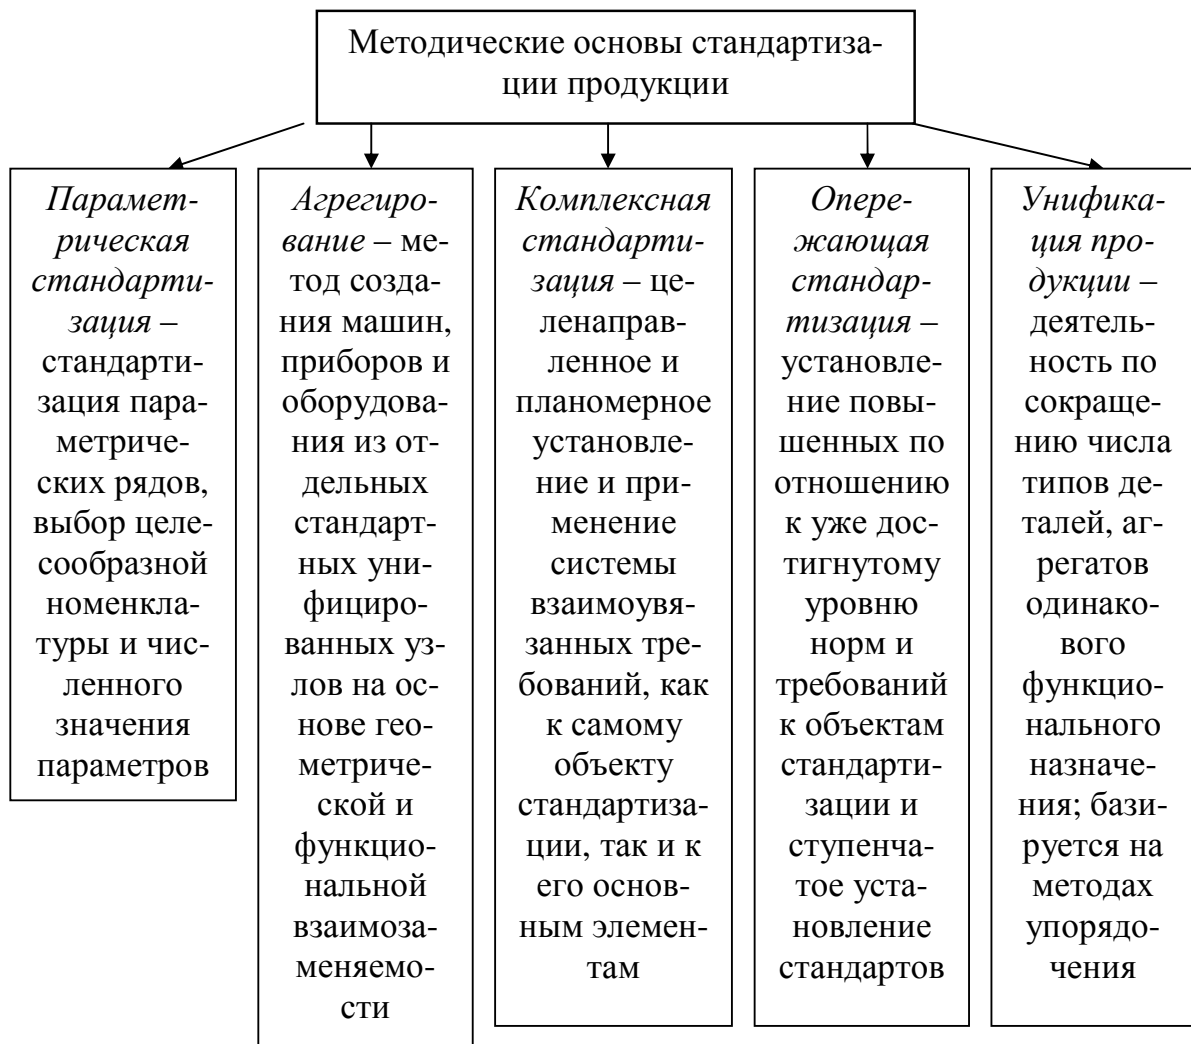 Методические основы стандартиза-
ции продукции
Парамет-
рическая
стандарти-
зация –
стандарти-
зация пара-
метриче-
ских рядов,
выбор целе-
сообразной
номенкла-
туры и чис-
ленного
значения
параметров
Агрегиро-
вание – ме-
тод созда-
ния машин,
приборов и
оборудова-
ния из от-
дельных
стандарт-
ных уни-
фициро-
ванных уз-
лов на ос-
нове гео-
метриче-
ской и
функцио-
нальной
взаимоза-
меняемо-
сти
Комплексная
стандарти-
зация – це-
ленаправ-
ленное и
планомерное
установле-
ние и при-
менение
системы
взаимоувя-
занных тре-
бований, как
к самому
объекту
стандартиза-
ции, так и к
его основ-
ным элемен-
там
Опере-
жающая
стандар-
тизация –
установле-
ние повы-
шенных по
отношению
к уже дос-
тигнутому
уровню
норм и
требований
к объектам
стандарти-
зации и
ступенча-
тое уста-
новление
стандартов
Унифика-
ция про-
дукции –
деятель-
ность по
сокраще-
нию числа
типов де-
талей, аг-
регатов
одинако-
вого
функцио-
нального
назначе-
ния; бази-
руется на
методах
упорядо-
чения